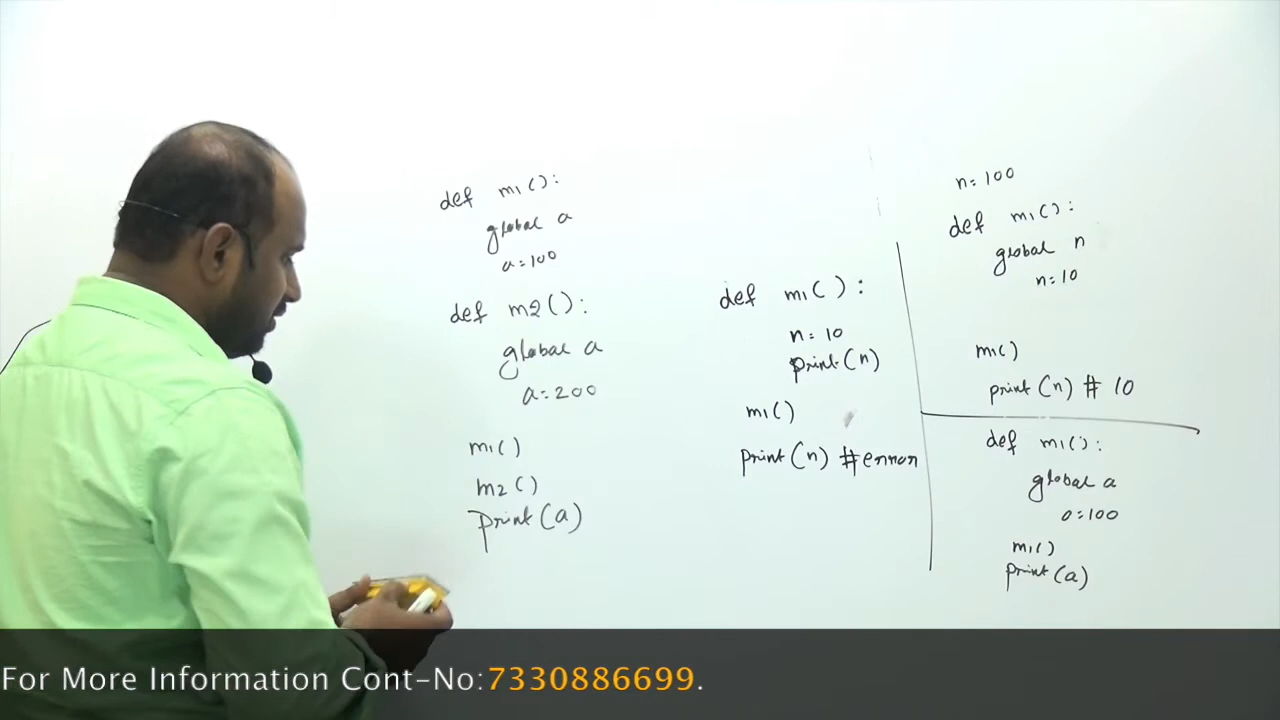 def m1():
global a
a=100
def m2():
global a
a=200
m1()
m2()
print(a)
def m1():
n=10
print(n)
m1()
print(n) #error
n=100
def m1():
global n
n=10
m1()
print(n) # 10
def m1():
global a
a=100
m1()
print(a)
For More Information Cont-No:7330886699.